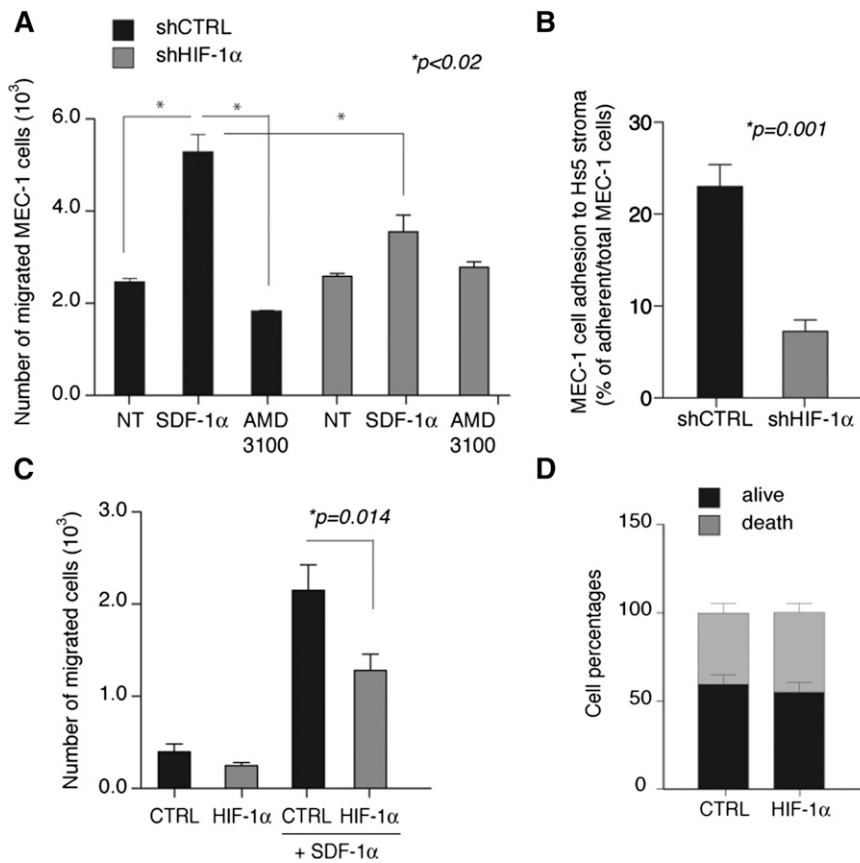 A
shCTRL
shHIF-1α
*p<0.02
Number of migrated MEC-1 cells (10³)
6.0
4.0
2.0
0.0
* * *
NT SDF-1α AMD 3100 NT SDF-1α AMD 3100
B
*p=0.001
MEC-1 cell adhesion to Hs5 stroma
(% of adherent/total MEC-1 cells)
30
20
10
0
shCTRL shHIF-1α
C
*p=0.014
Number of migrated cells (10³)
3.0
2.0
1.0
0.0
CTRL HIF-1α CTRL HIF-1α
+ SDF-1α
D
alive
death
Cell percentages
150
100
50
0
CTRL HIF-1α